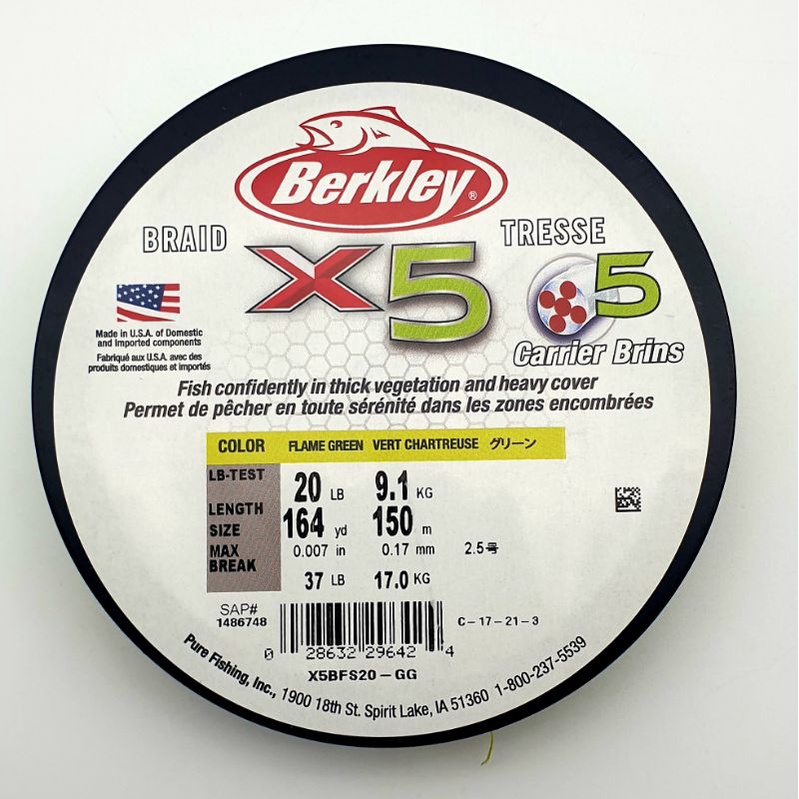 Berkley®
BRAID
TRESSE
X5
5
Carrier Brins
Made in U.S.A. of Domestic
and Imported components
Fabriqué aux U.S.A. avec des
produits domestiques et importés
Fish confidently in thick vegetation and heavy cover
Permet de pêcher en toute sérénité dans les zones encombrées
COLOR FLAME GREEN VERT CHARTREUSE グリーン
LB-TEST 20 LB 9.1 KG
LENGTH 164 yd 150 m
SIZE 0.007 in 0.17 mm 2.5号
MAX BREAK 37 LB 17.0 KG
SAP#
1486748
C-17-21-3
0 28632 29642 4
X5BFS20-GG
Pure Fishing, Inc., 1900 18th St. Spirit Lake, IA 51360 1-800-237-5539